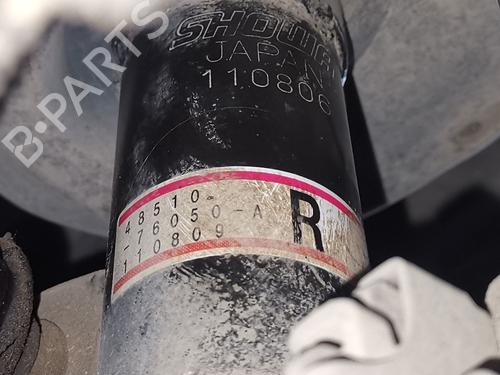 SHOWA
JAPAN
110806
48510-
-76050-A
110809
R
B-PARTS